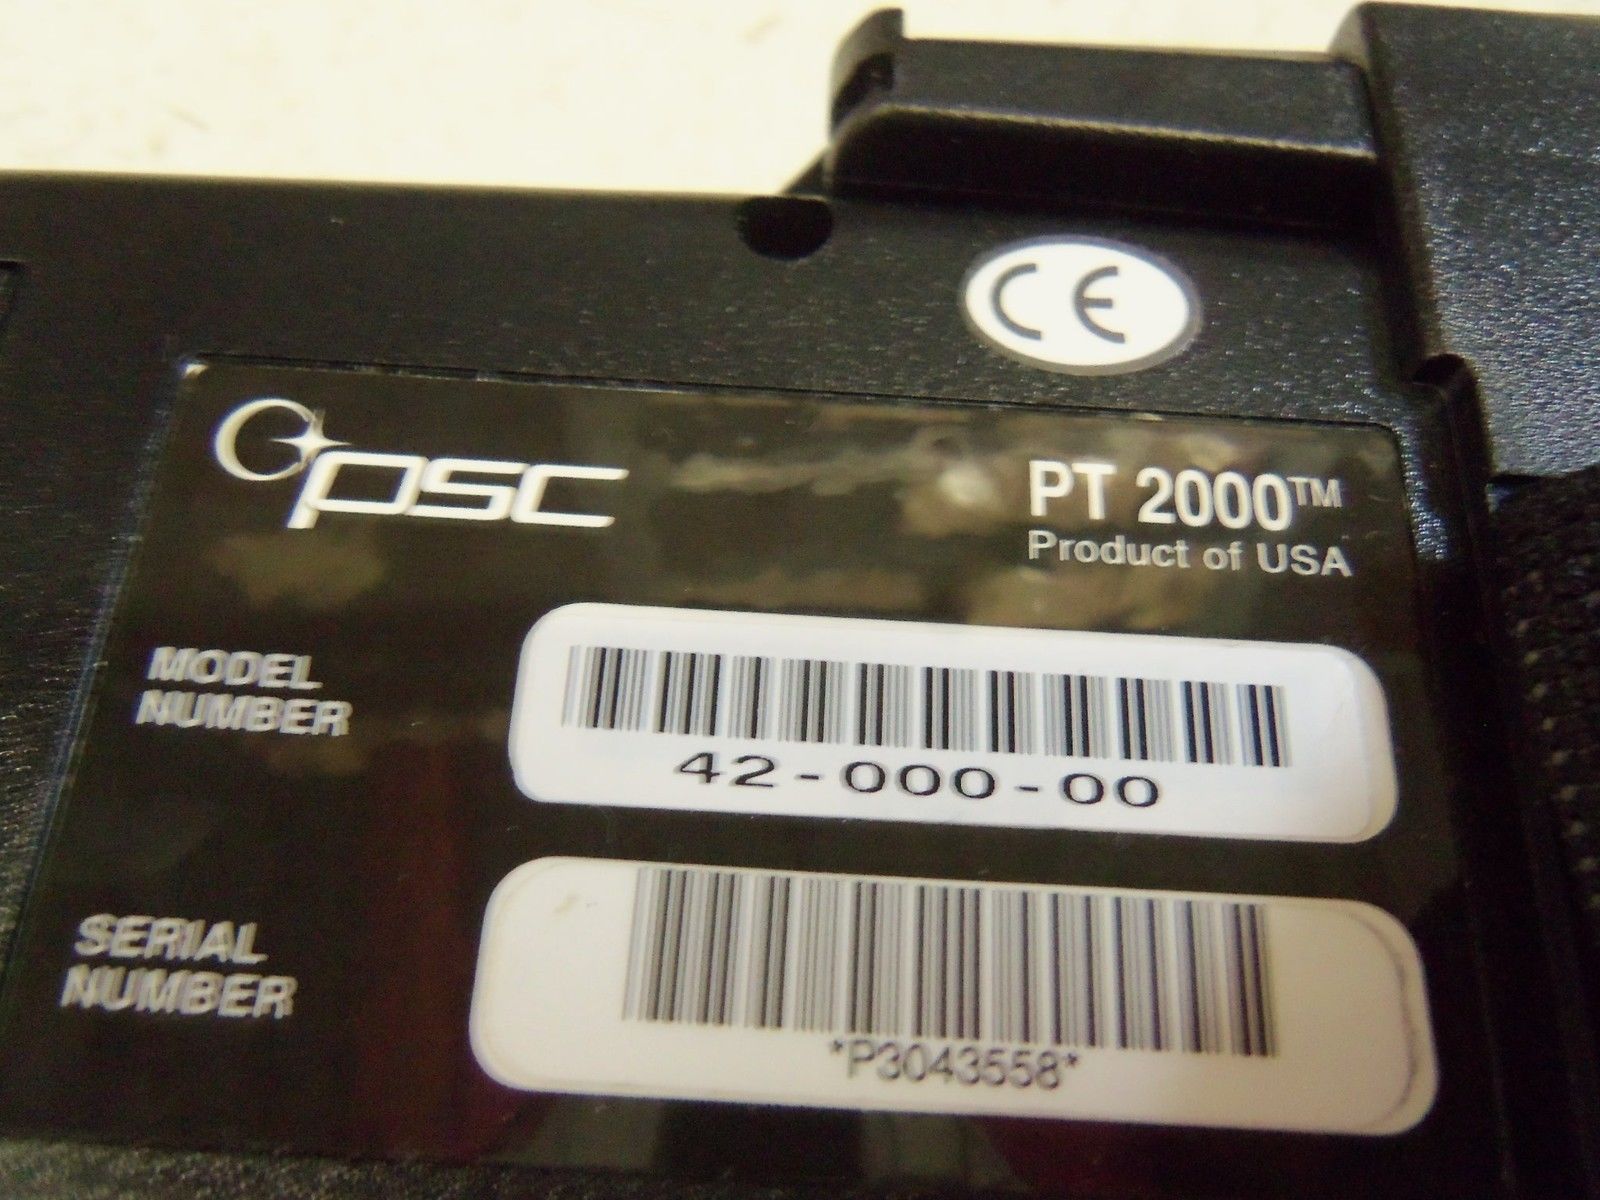 CE
psc
PT 2000™
Product of USA
MODEL
NUMBER
42-000-00
SERIAL
NUMBER
*P3043558*